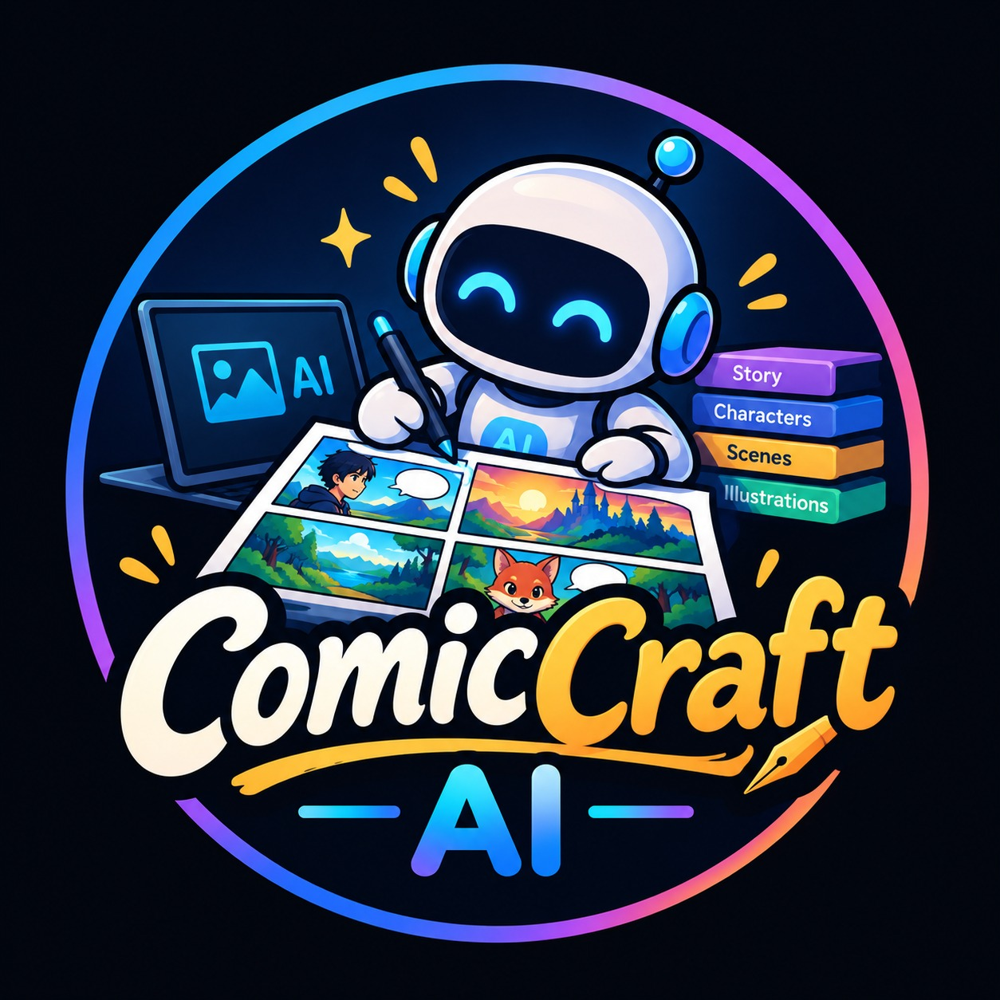 AI
Story
Characters
Scenes
Illustrations
AI
ComicCraft
AI